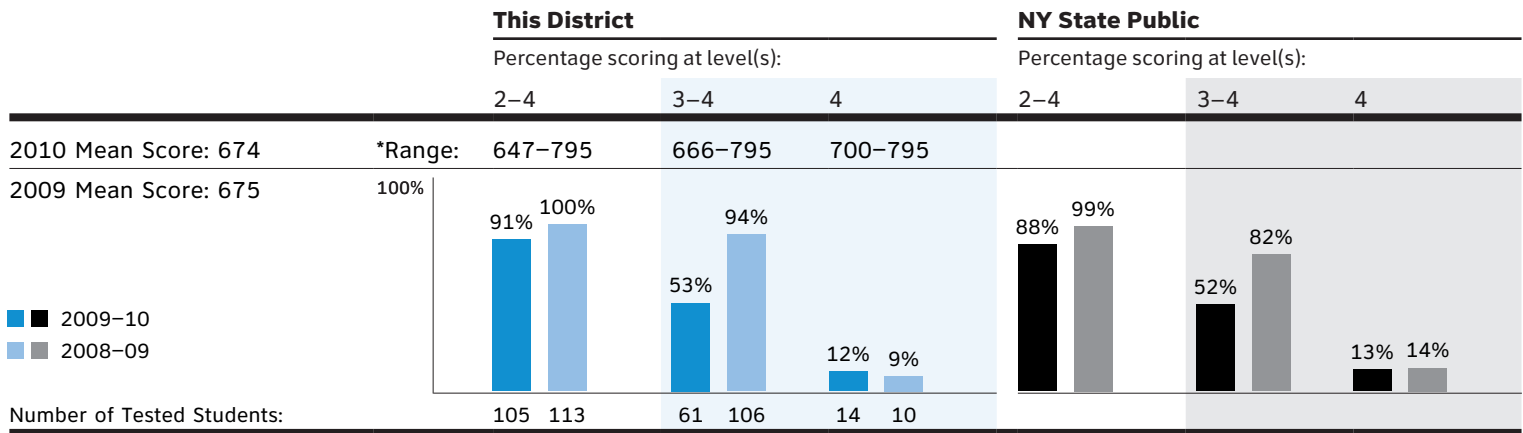 This District NY State Public
Percentage scoring at level(s): Percentage scoring at level(s):
2–4 3–4 4 2–4 3–4 4
2010 Mean Score: 674 *Range: 647–795 666–795 700–795
2009 Mean Score: 675 100%
91% 100% 94% 88% 99% 82%
53% 52%
12% 9% 13% 14%
2009–10
2008–09
Number of Tested Students: 105 113 61 106 14 10